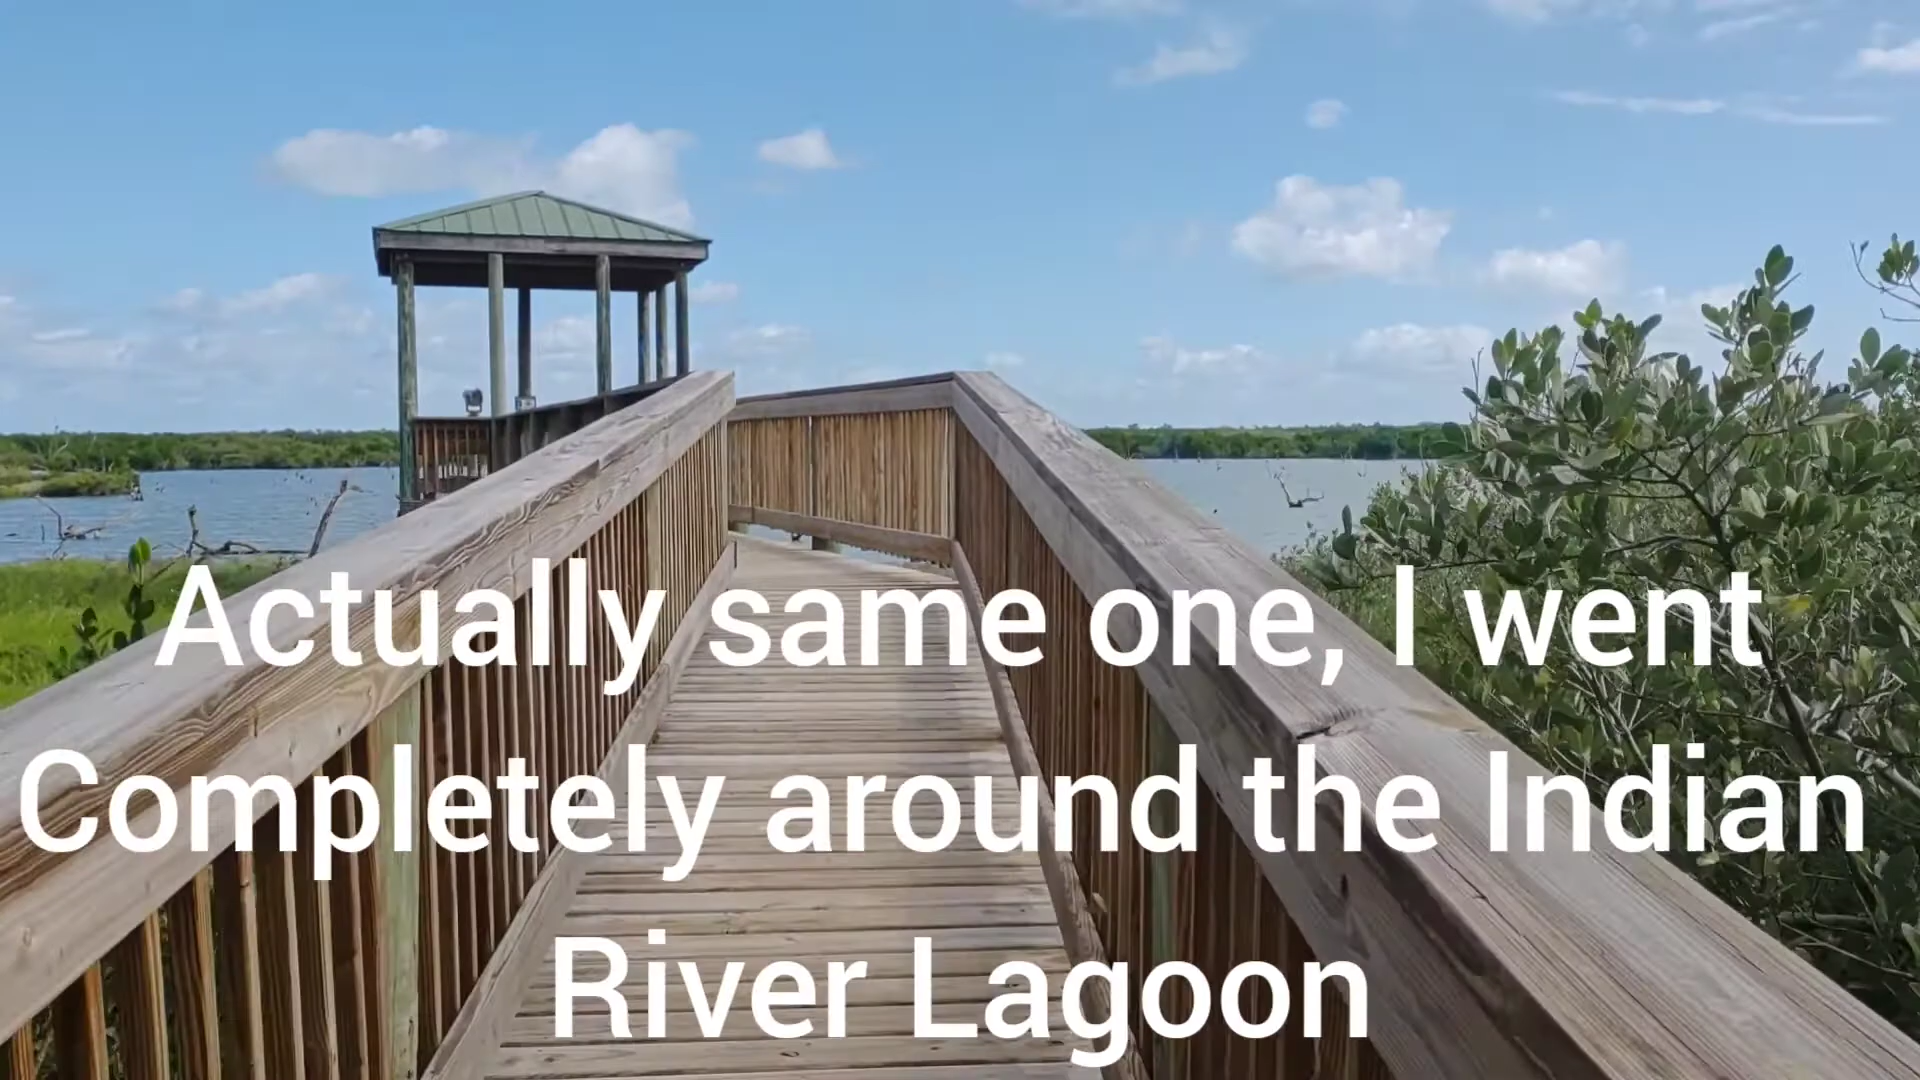 Actually same one, I went
Completely around the Indian
River Lagoon